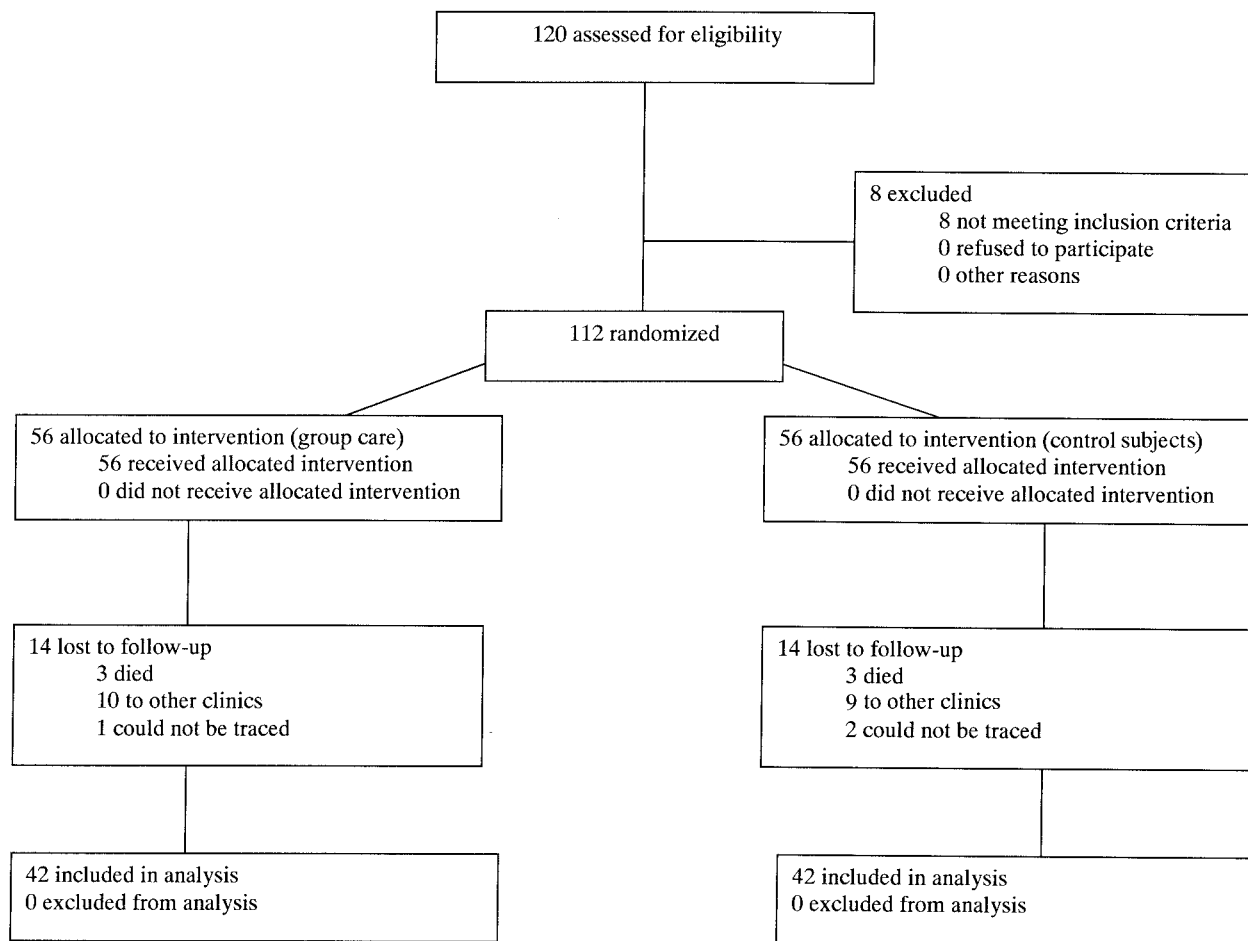 120 assessed for eligibility
8 excluded
8 not meeting inclusion criteria
0 refused to participate
0 other reasons
112 randomized
56 allocated to intervention (group care)
56 received allocated intervention
0 did not receive allocated intervention
56 allocated to intervention (control subjects)
56 received allocated intervention
0 did not receive allocated intervention
14 lost to follow-up
3 died
10 to other clinics
1 could not be traced
14 lost to follow-up
3 died
9 to other clinics
2 could not be traced
42 included in analysis
0 excluded from analysis
42 included in analysis
0 excluded from analysis